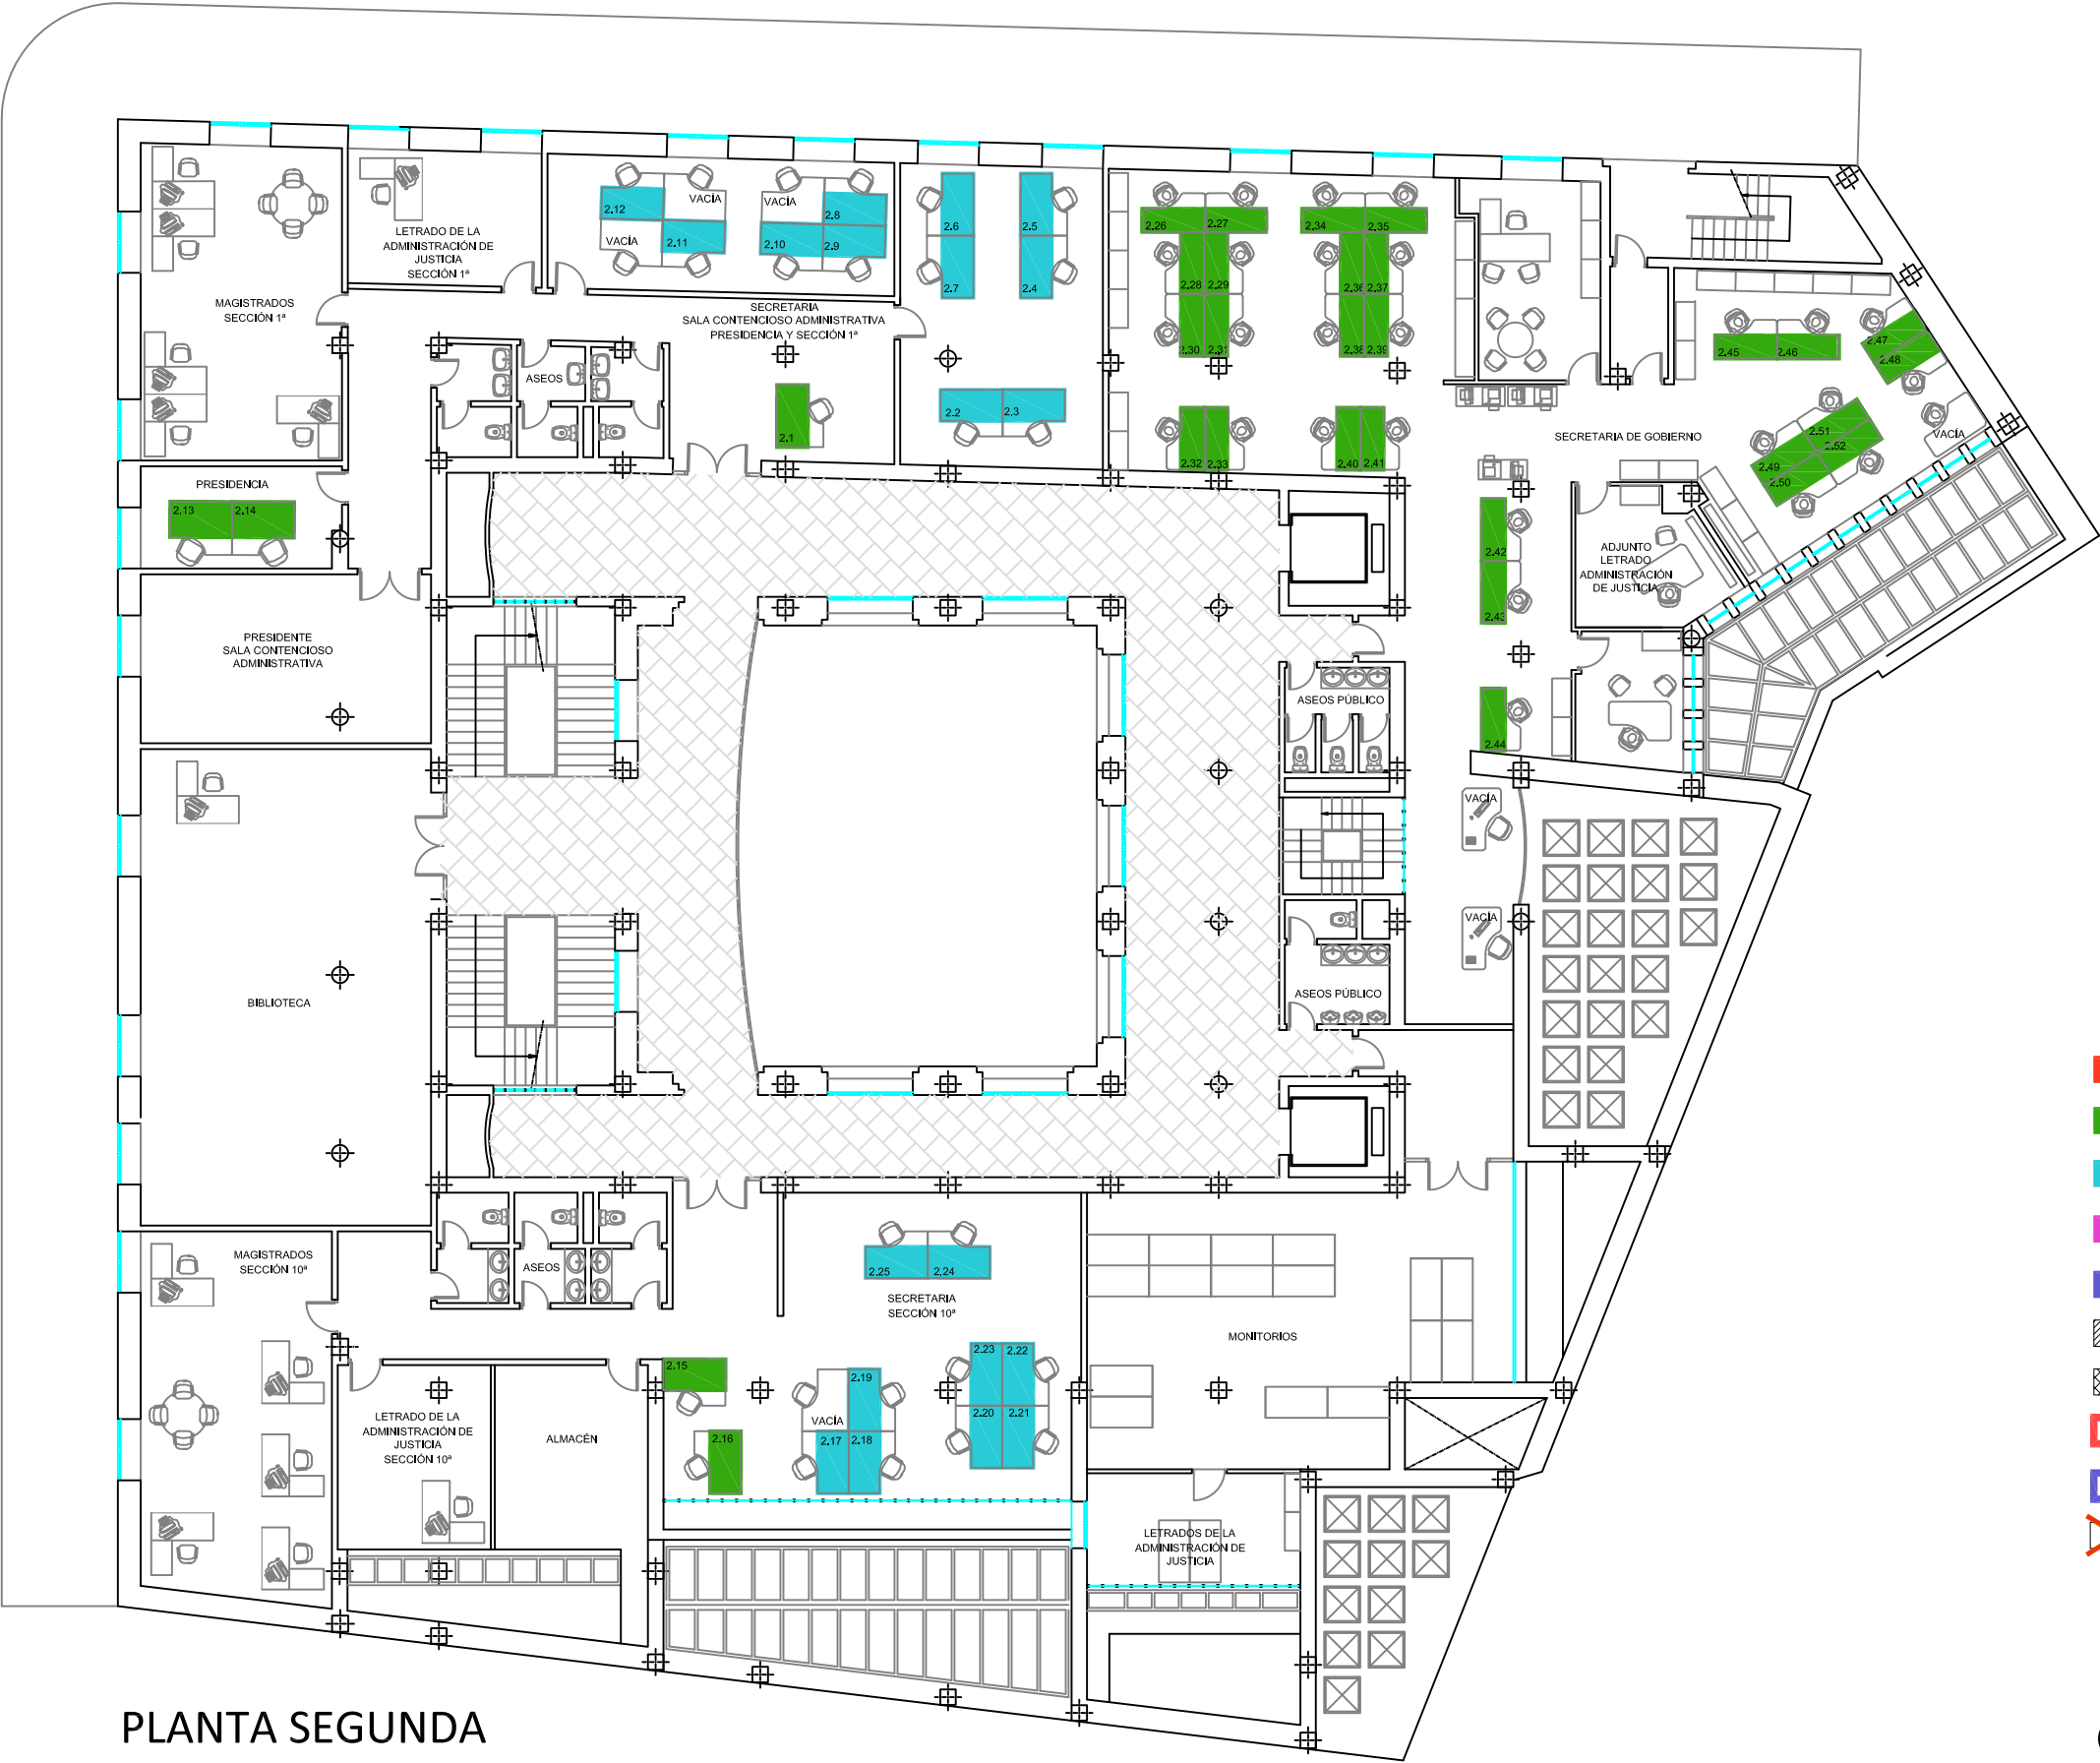 2.12
VACÍA
VACÍA
2.11
VACÍA
2.8
2.10
2.9
2.6
2.5
2.7
2.4
2.26
2.27
2.34
2.35
2.28
2.29
2.36
2.37
2.30
2.31
2.38
2.39
LETRADO DE LA
ADMINISTRACIÓN DE
JUSTICIA
SECCIÓN 1ª
MAGISTRADOS
SECCIÓN 1ª
SECRETARIA
SALA CONTENCIOSO ADMINISTRATIVA
PRESIDENCIA Y SECCIÓN 1ª
2.45
2.46
2.47
2.48
ASEOS
2.1
2.2
2.3
2.32
2.33
2.40
2.41
SECRETARIA DE GOBIERNO
2.51
2.52
2.49
2.50
VACÍA
PRESIDENCIA
2.13
2.14
2.42
2.43
ADJUNTO
LETRADO
ADMINISTRACIÓN
DE JUSTICIA
PRESIDENTE
SALA CONTENCIOSO
ADMINISTRATIVA
ASEOS PÚBLICO
2.44
VACÍA
VACÍA
ASEOS PÚBLICO
BIBLIOTECA
MAGISTRADOS
SECCIÓN 10ª
ASEOS
2.25
2.24
SECRETARIA
SECCIÓN 10ª
MONITORIOS
2.15
2.16
2.19
VACÍA
2.17
2.18
2.23
2.22
2.20
2.21
LETRADO DE LA
ADMINISTRACIÓN DE
JUSTICIA
SECCIÓN 10ª
ALMACÉN
LETRADOS DE LA
ADMINISTRACIÓN DE
JUSTICIA
PLANTA SEGUNDA